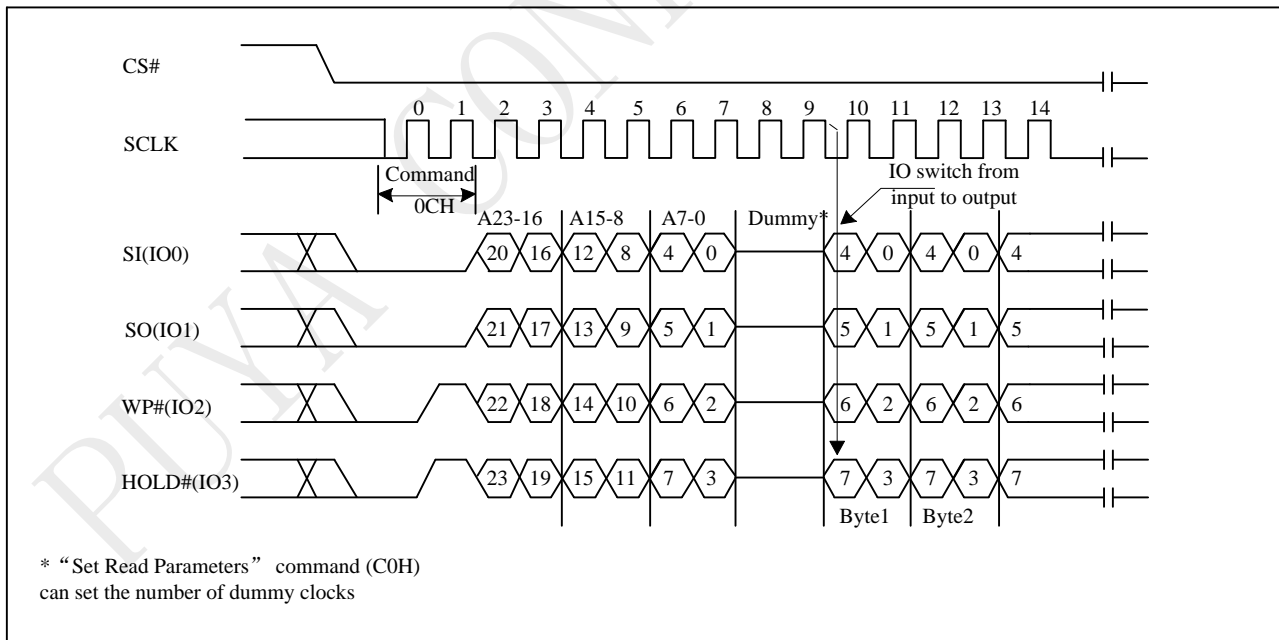 CS#
0 1 2 3 4 5 6 7 8 9 10 11 12 13 14
SCLK
Command
0CH
IO switch from
input to output
A23-16 A15-8 A7-0 Dummy*
SI(IO0) 20 16 12 8 4 0 4 0 4 0 4
SO(IO1) 21 17 13 9 5 1 5 1 5 1 5
WP#(IO2) 22 18 14 10 6 2 6 2 6 2 6
HOLD#(IO3) 23 19 15 11 7 3 7 3 7 3 7
Byte1 Byte2
* “Set Read Parameters” command (C0H)
can set the number of dummy clocks
PUYA